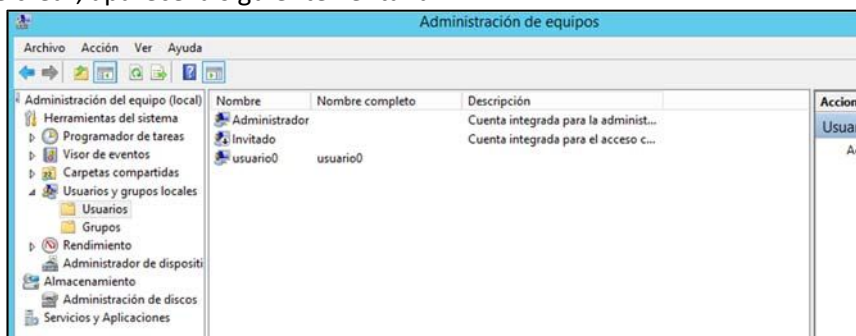 Administración de equipos
Archivo Acción Ver Ayuda
Administración del equipo (local)
Herramientas del sistema
Programador de tareas
Visor de eventos
Carpetas compartidas
Usuarios y grupos locales
Usuarios
Grupos
Rendimiento
Administrador de dispositi
Almacenamiento
Administración de discos
Servicios y Aplicaciones
Nombre Nombre completo Descripción
Administrador Cuenta integrada para la administ...
Invitado Cuenta integrada para el acceso c...
usuario0 usuario0
Accion
Usuar
A